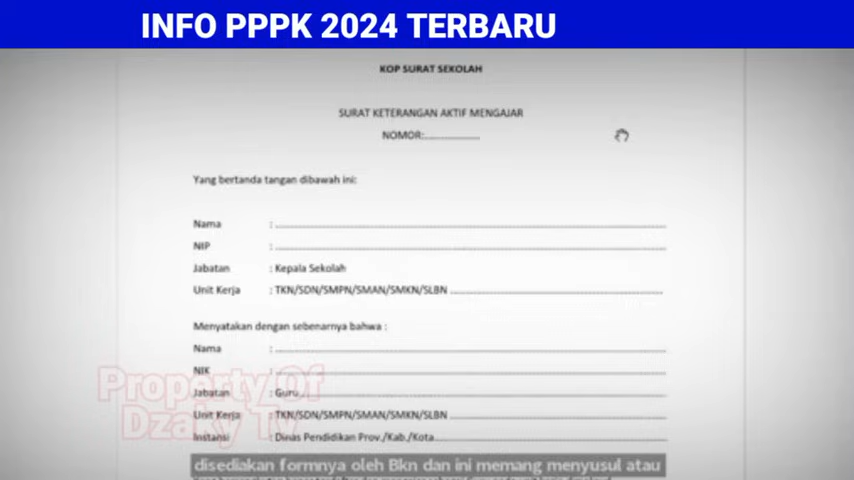 INFO PPPK 2024 TERBARU
KOP SURAT SEKOLAH
SURAT KETERANGAN AKTIF MENGAJAR
NOMOR:....................
Yang bertanda tangan dibawah ini:
Nama : ....................
NIP : ....................
Jabatan : Kepala Sekolah
Unit Kerja : TKN/SDN/SMPN/SMAN/SMKN/SLBN ....................
Menyatakan dengan sebenarnya bahwa :
Nama : ....................
NIK : ....................
Jabatan : Guru....................
Unit Kerja : TKN/SDN/SMPN/SMAN/SMKN/SLBN ....................
Instansi : Dinas Pendidikan Prov./Kab./Kota....................
Property Of
Dzaky Tv
disediakan formnya oleh Bkn dan ini memang menyusul atau